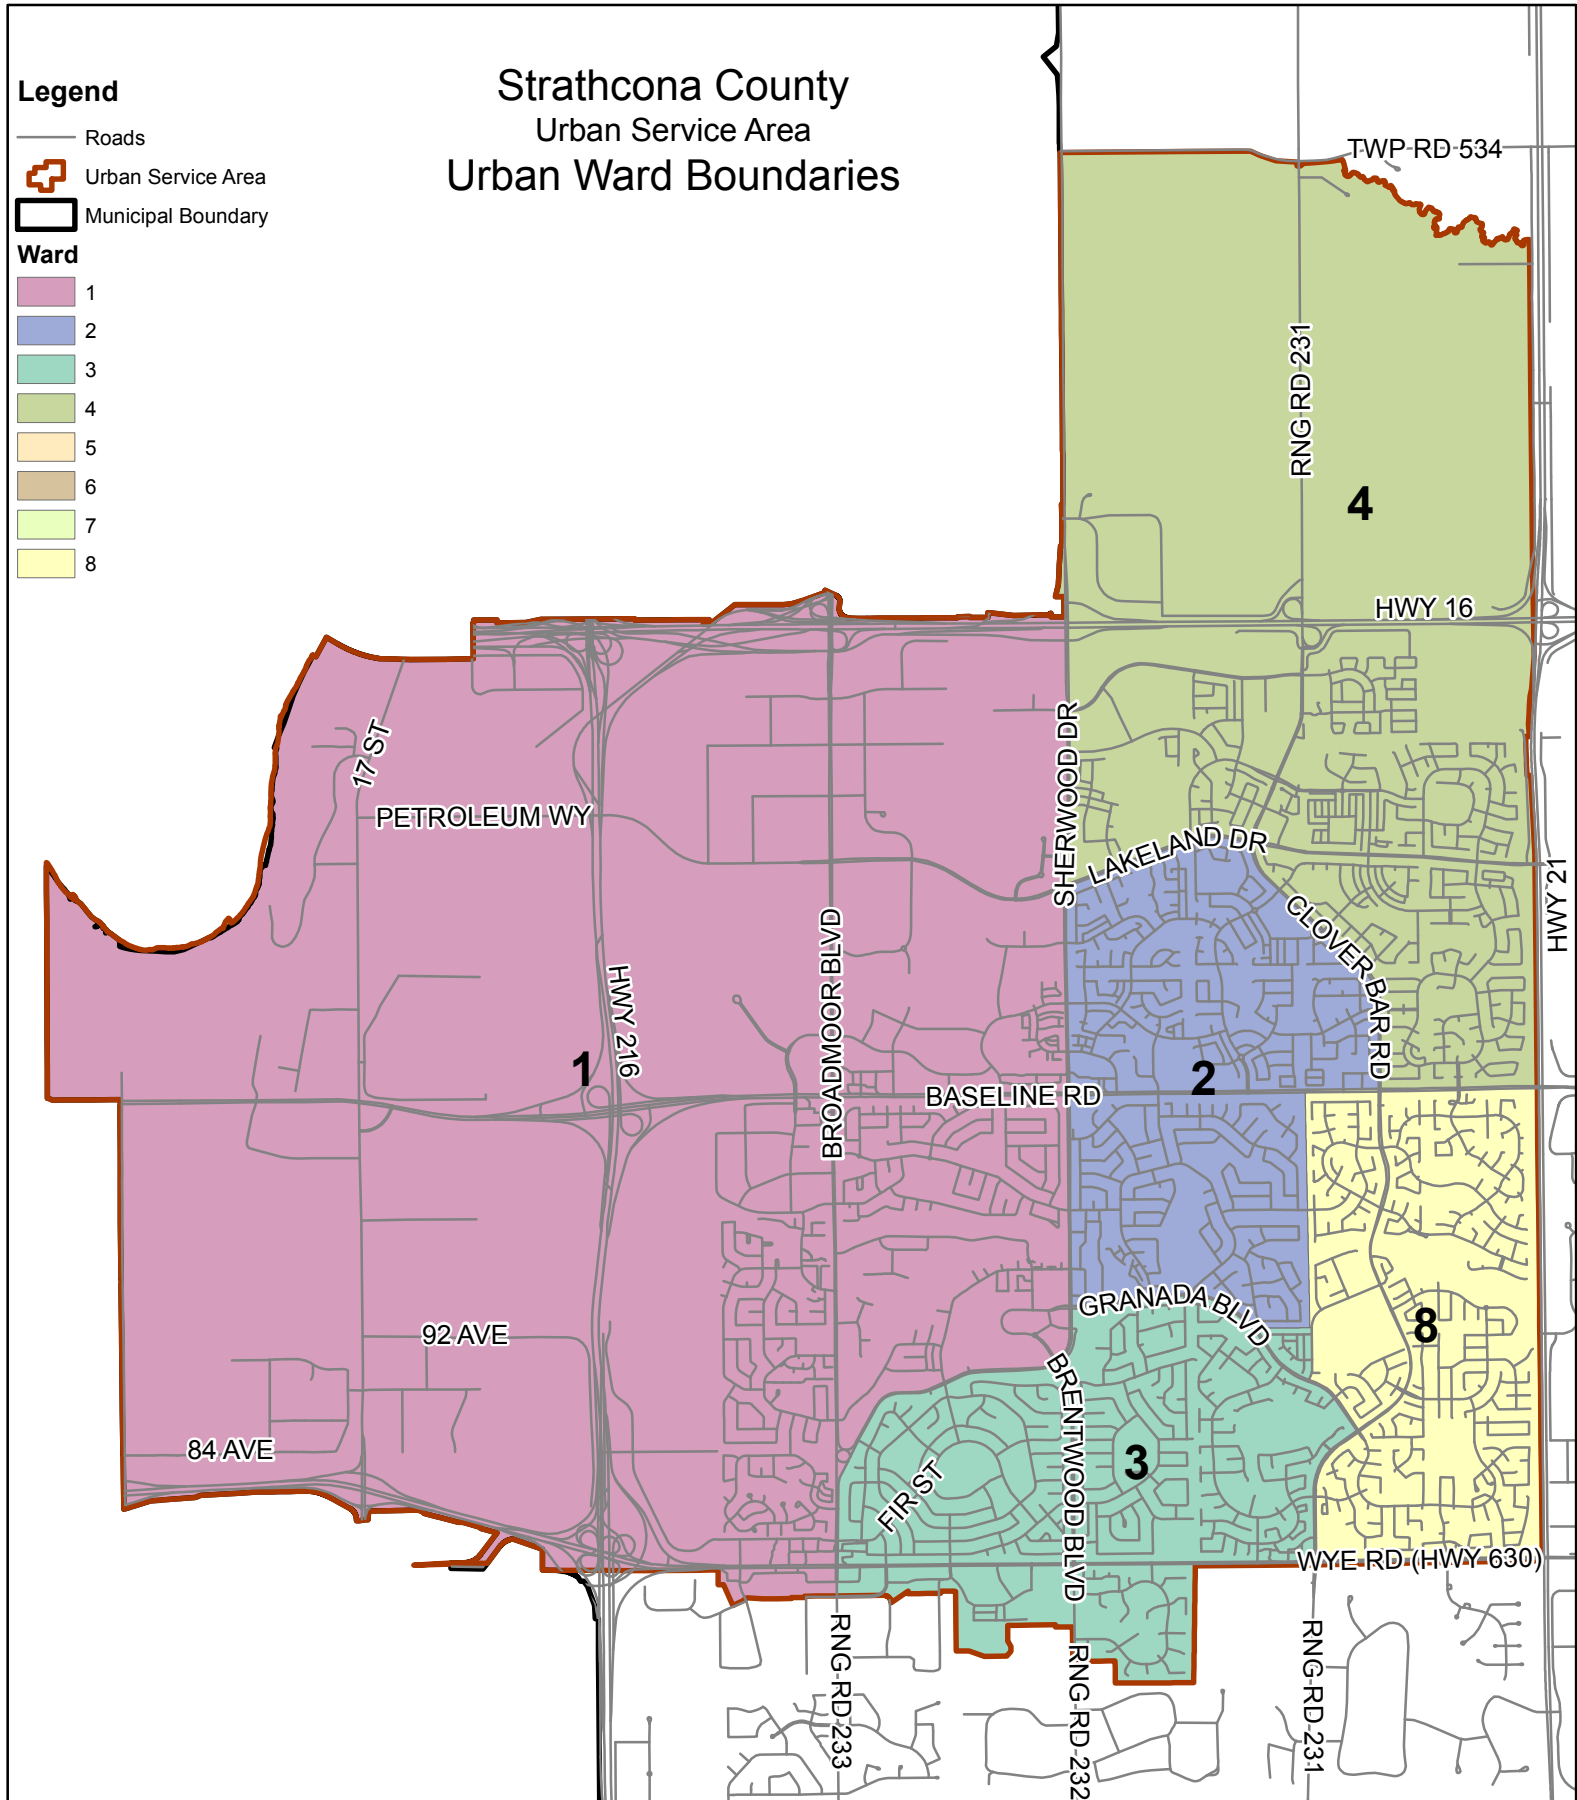 Strathcona County
Urban Service Area
Urban Ward Boundaries
Legend
Roads
Urban Service Area
Municipal Boundary
Ward
1
2
3
4
5
6
7
8
TWP RD 534
RNG RD 231
4
HWY 16
17 ST
PETROLEUM WY
SHERWOOD DR
LAKELAND DR
HWY 21
CLOVER BAR RD
BROADMOOR BLVD
HWY 216
1
2
BASELINE RD
GRANADA BLVD
92 AVE
8
BRENTWOOD BLVD
84 AVE
3
FIR ST
WYE RD (HWY 630)
RNG RD 233
RNG RD 232
RNG RD 231